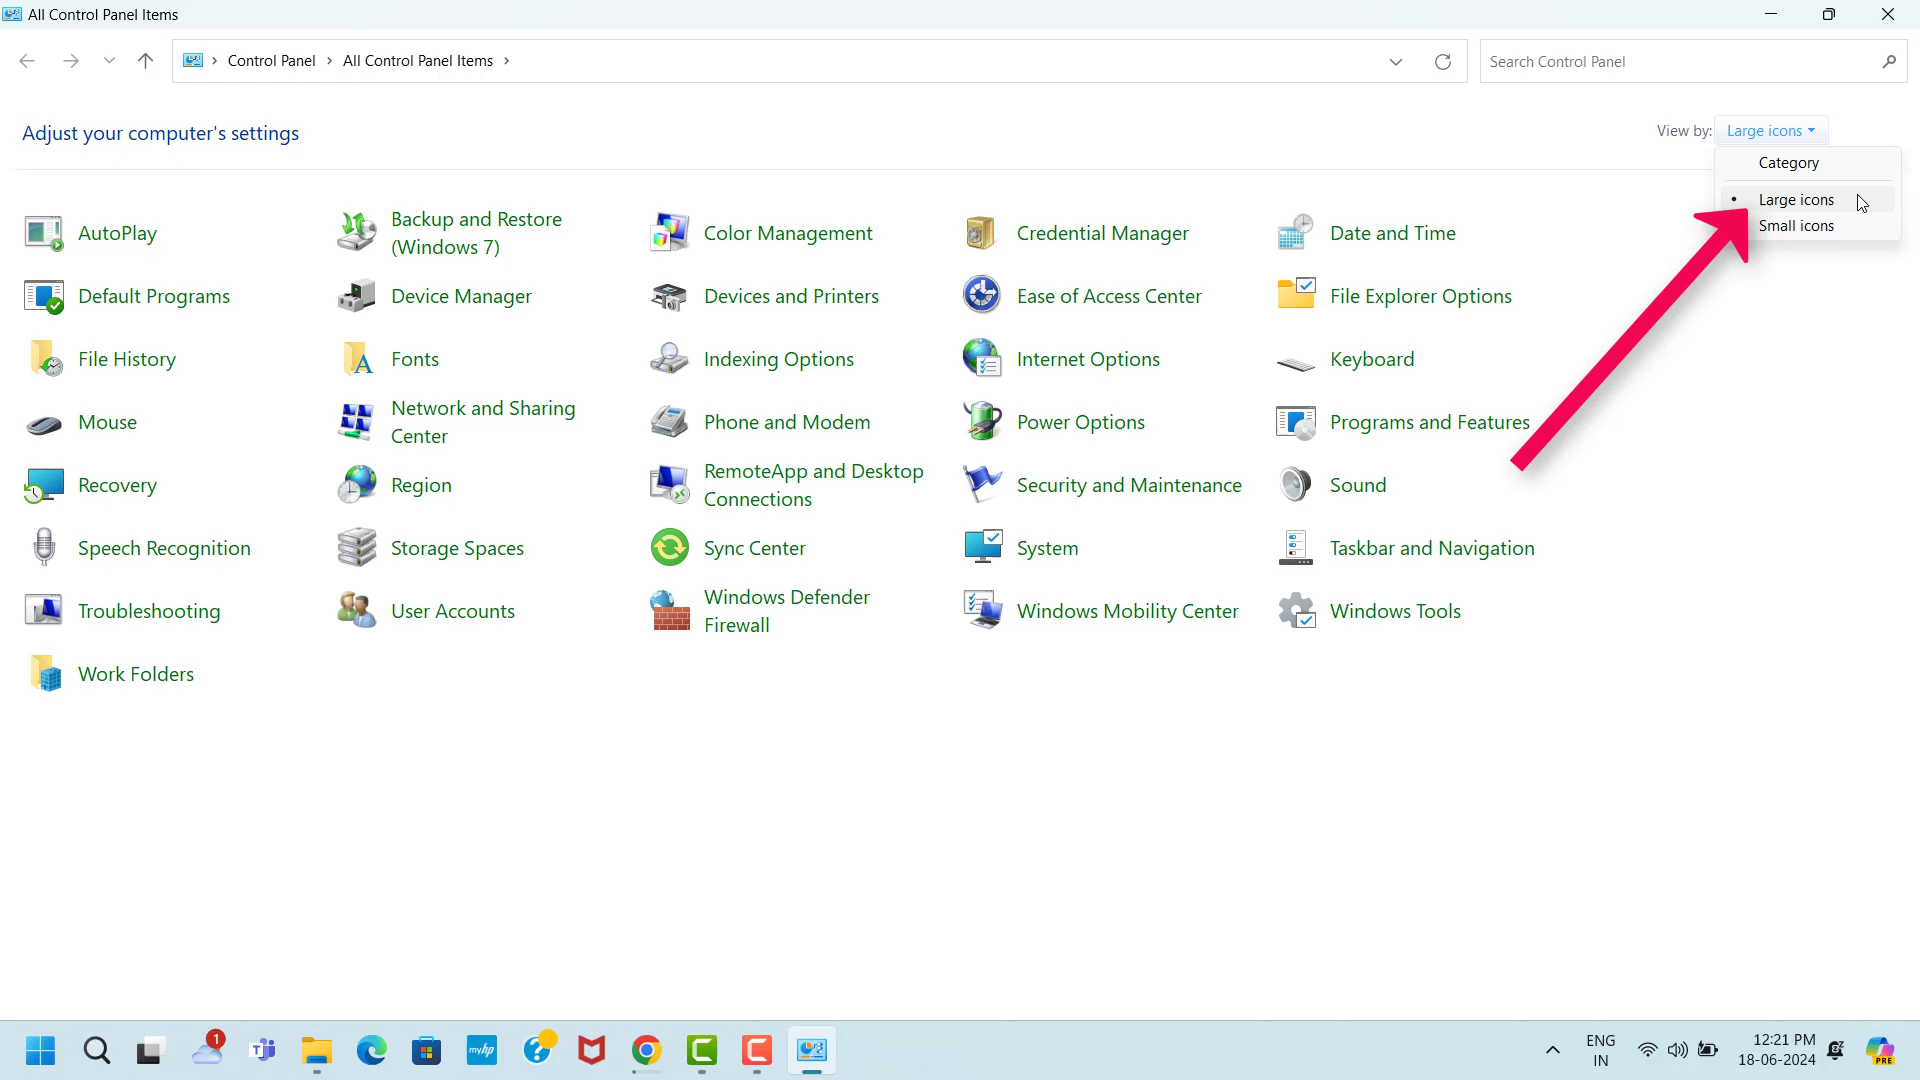 All Control Panel Items
Control Panel > All Control Panel Items >
Search Control Panel
Adjust your computer's settings
View by: Large icons
Category
Large icons
Small icons
AutoPlay
Backup and Restore
(Windows 7)
Color Management
Credential Manager
Date and Time
Default Programs
Device Manager
Devices and Printers
Ease of Access Center
File Explorer Options
File History
Fonts
Indexing Options
Internet Options
Keyboard
Mouse
Network and Sharing
Center
Phone and Modem
Power Options
Programs and Features
Recovery
Region
RemoteApp and Desktop
Connections
Security and Maintenance
Sound
Speech Recognition
Storage Spaces
Sync Center
System
Taskbar and Navigation
Troubleshooting
User Accounts
Windows Defender
Firewall
Windows Mobility Center
Windows Tools
Work Folders
1
myhp
ENG
IN
12:21 PM
18-06-2024
PRE